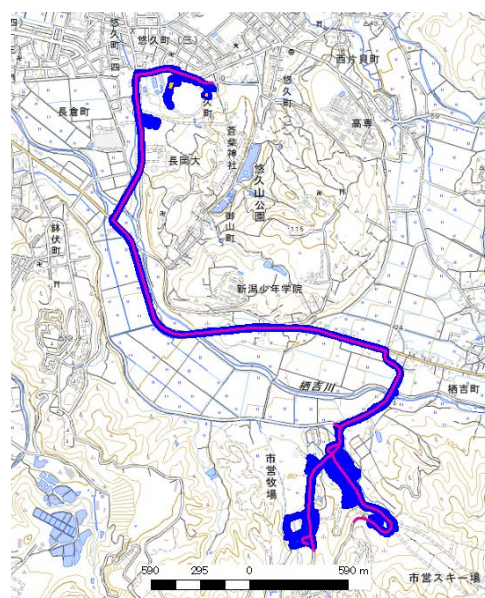 悠久町(三)
悠久町(四
西片貝町
悠久町
久町
長倉町
蒼柴神社
高専
59
長岡大
悠久山公園
御山町
鉢伏町
115
新潟少年学院
栖吉川
栖吉町
市営牧場
市営スキー場
590 295 0 590 m